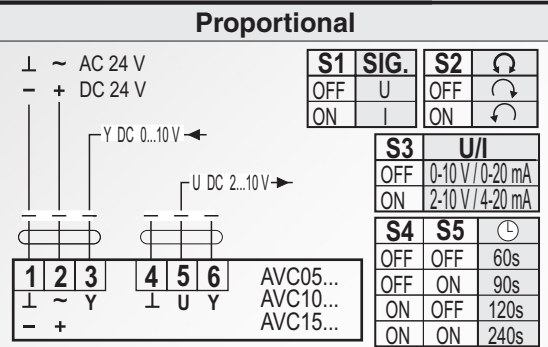 Proportional
⊥ ~ AC 24 V
− + DC 24 V
Y DC 0...10 V
U DC 2...10 V
1 2 3 4 5 6
⊥ ~ Y ⊥ U Y
− +
AVC05...
AVC10...
AVC15...
S1 SIG.
OFF U
ON I
S2
OFF
ON
S3 U/I
OFF 0-10 V / 0-20 mA
ON 2-10 V / 4-20 mA
S4 S5
OFF OFF 60s
OFF ON 90s
ON OFF 120s
ON ON 240s